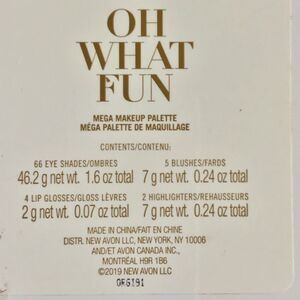 OH
WHAT
FUN
MEGA MAKEUP PALETTE
MÉGA PALETTE DE MAQUILLAGE
CONTENTS/CONTENU:
66 EYE SHADES/OMBRES
46.2 g net wt. 1.6 oz total
5 BLUSHES/FARDS
7 g net wt. 0.24 oz total
4 LIP GLOSSES/GLOSS LÈVRES
2 g net wt. 0.07 oz total
2 HIGHLIGHTERS/REHAUSSEURS
7 g net wt. 0.24 oz total
MADE IN CHINA/FAIT EN CHINE
DISTR. NEW AVON LLC, NEW YORK, NY 10006
AND/ET AVON CANADA INC.,
MONTRÉAL H9R 1B6
©2019 NEW AVON LLC